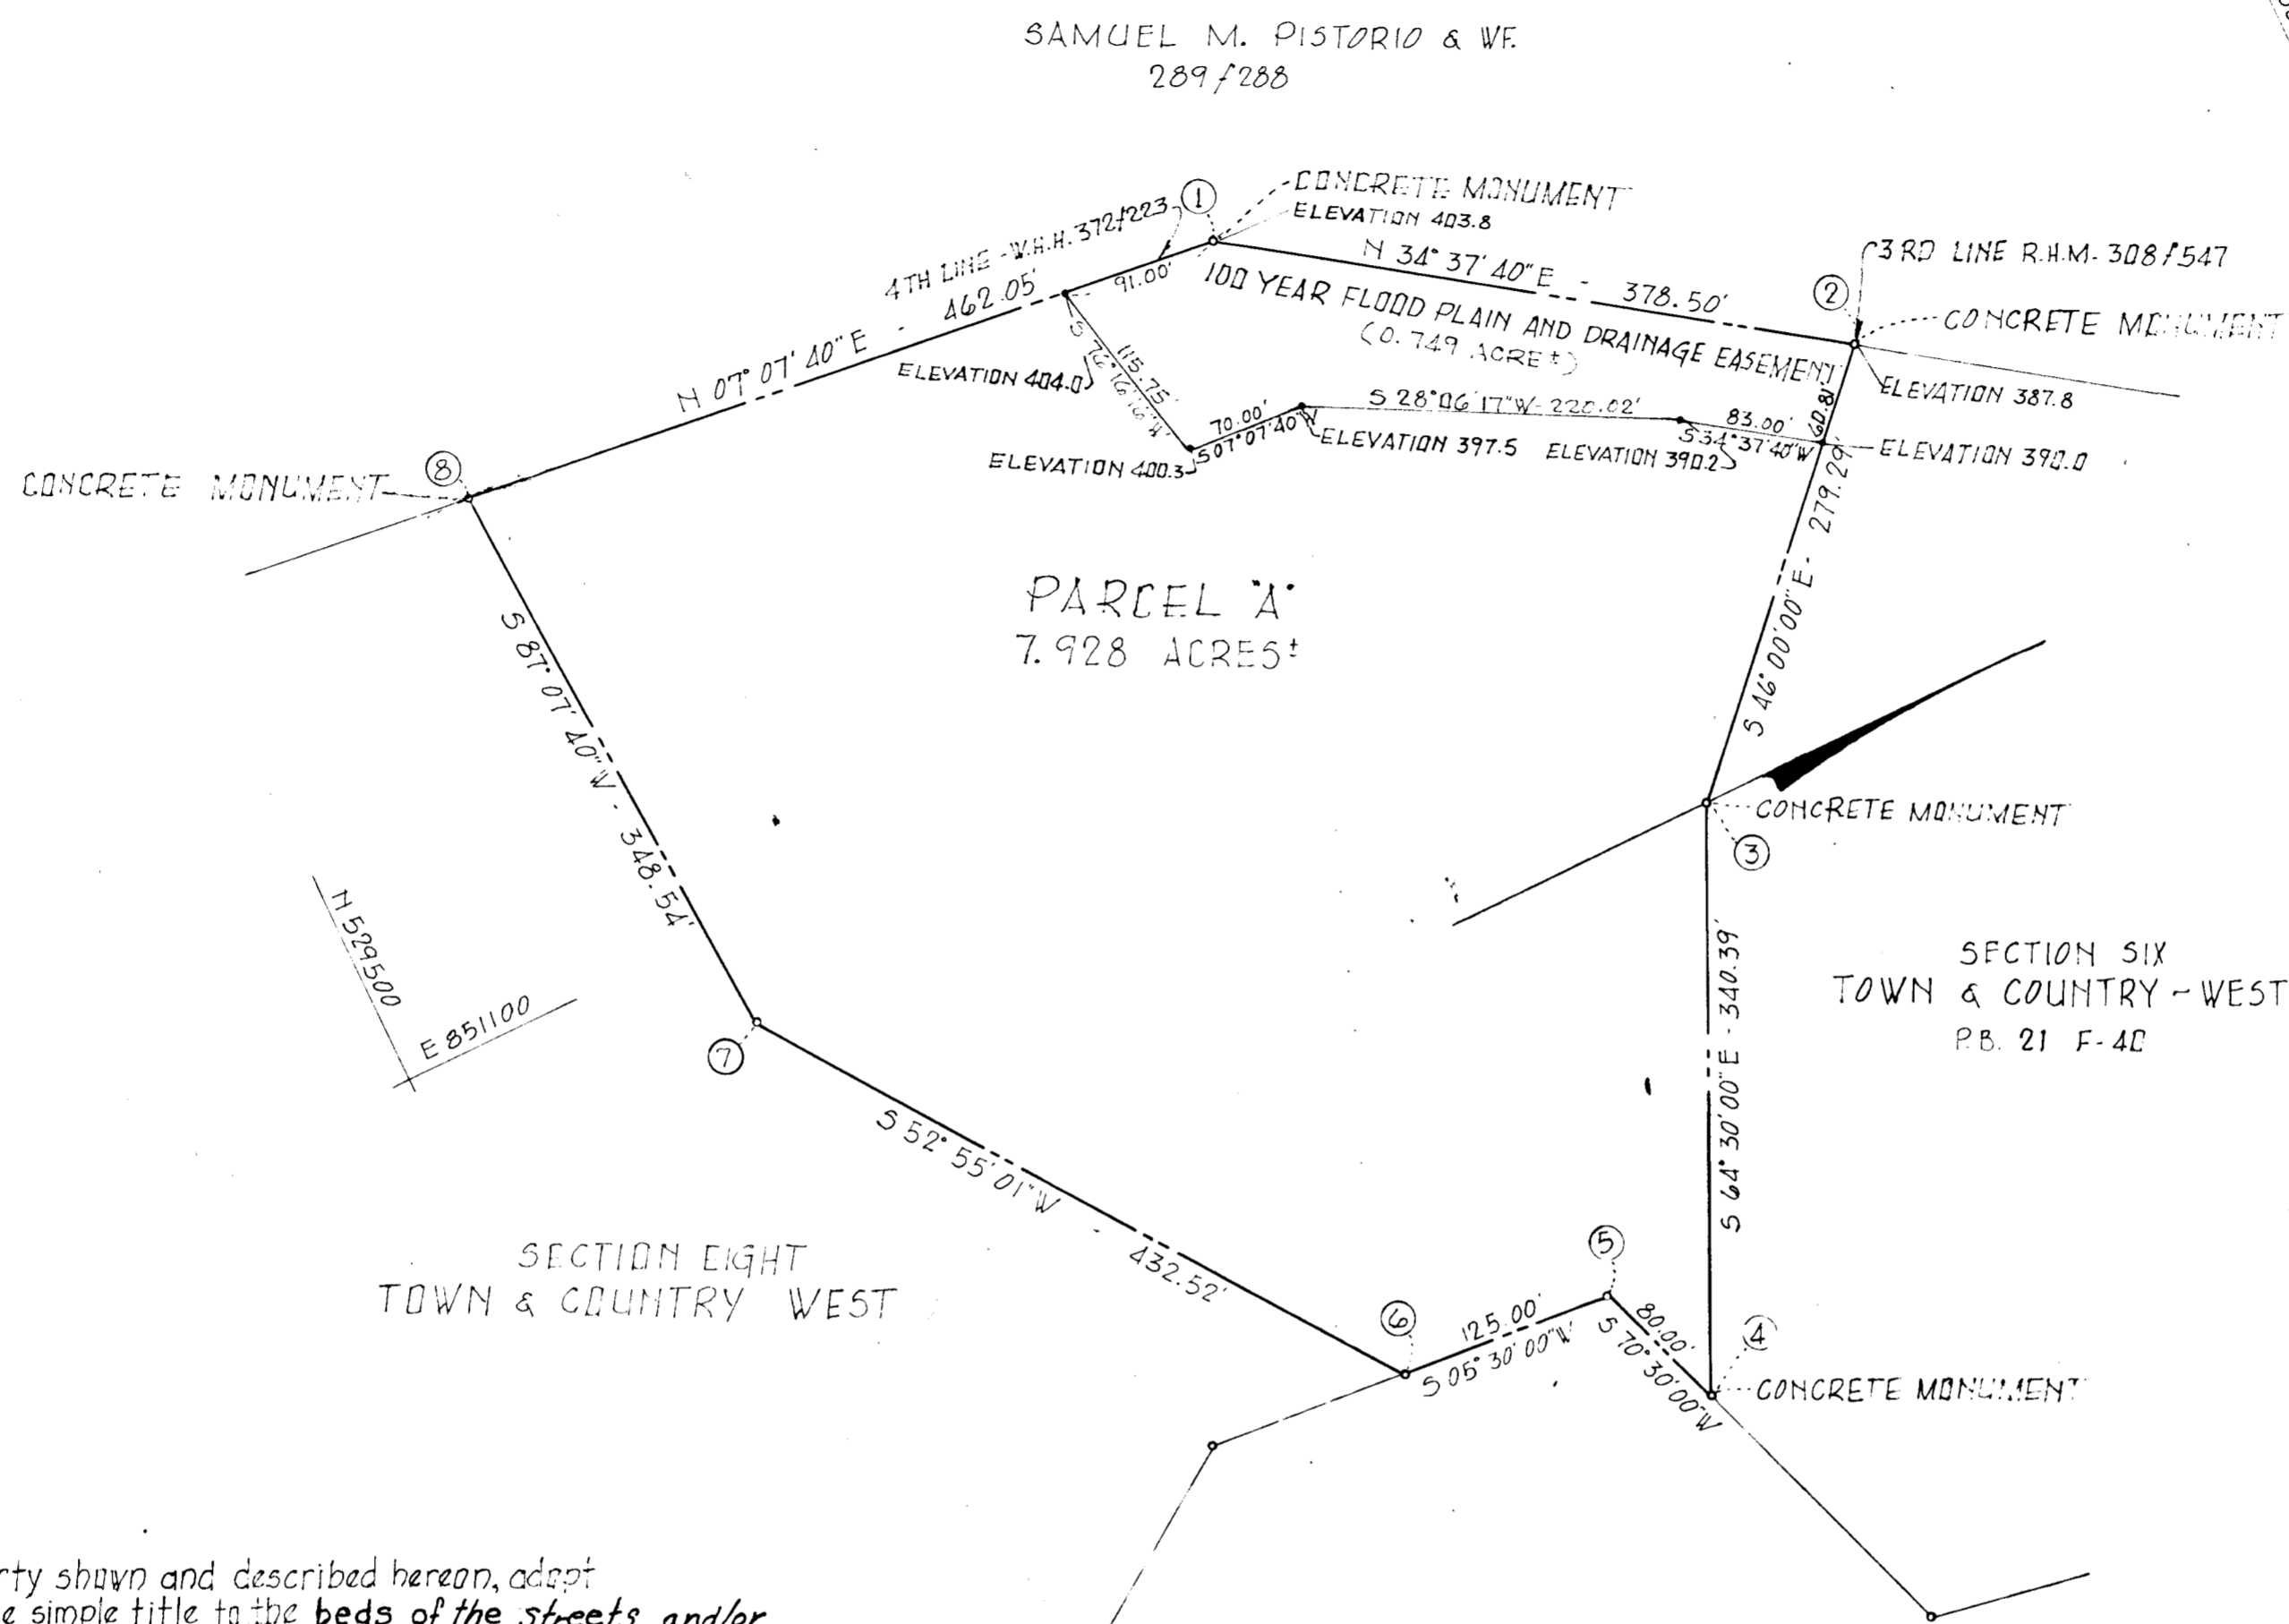 SAMUEL M. PISTORIO & WF.
289/288
4TH LINE - W.H.H. 372/223
①
CONCRETE MONUMENT
ELEVATION 403.8
N 34° 37' 40" E - 378.50'
3 RD LINE R.H.M. 308/547
②
CONCRETE MONUMENT
N 07° 07' 40" E - 462.05'
91.00'
100 YEAR FLOOD PLAIN AND DRAINAGE EASEMENT
(0.749 ACRE±)
ELEVATION 387.8
ELEVATION 404.0
115.75'
60.81
70.00'
S 07° 07' 40" W
S 28° 06' 17" W - 220.02'
83.00'
S 34° 37' 40" W
ELEVATION 397.5
ELEVATION 390.2
ELEVATION 390.0
ELEVATION 400.3
CONCRETE MONUMENT
⑧
S 46° 00' 00" E - 279.29'
PARCEL "A"
7.928 ACRES±
S 87° 07' 40" W - 348.54'
CONCRETE MONUMENT
③
N 529500
E 851100
⑦
S 64° 30' 00" E - 340.39'
SECTION SIX
TOWN & COUNTRY - WEST
P.B. 21 F-40
S 52° 55' 01" W - 432.52'
SECTION EIGHT
TOWN & COUNTRY WEST
⑤
⑥
125.00'
S 05° 30' 00" W
80.00'
S 70° 30' 00" W
④
CONCRETE MONUMENT
rty shown and described hereon, adopt
e simple title to the beds of the streets and/or